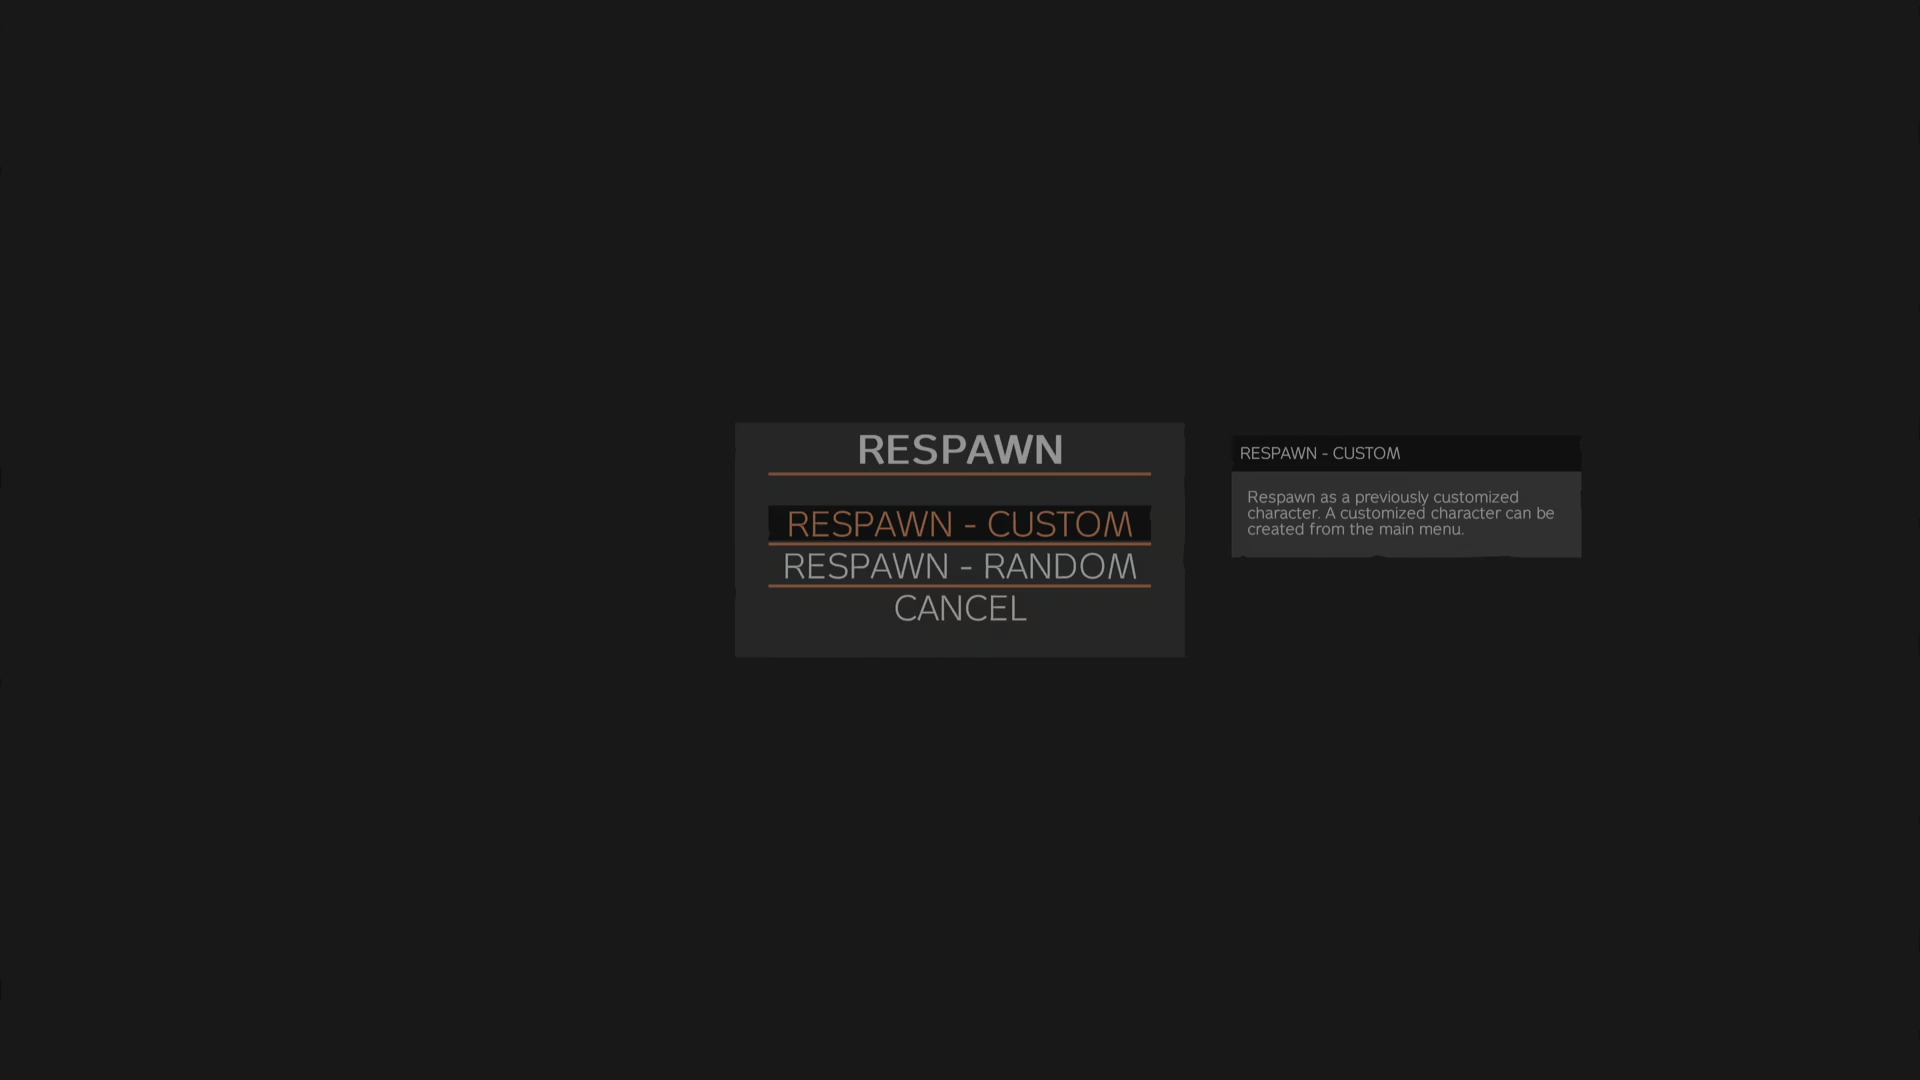 RESPAWN
RESPAWN - CUSTOM
RESPAWN - RANDOM
CANCEL
RESPAWN - CUSTOM
Respawn as a previously customized
character. A customized character can be
created from the main menu.